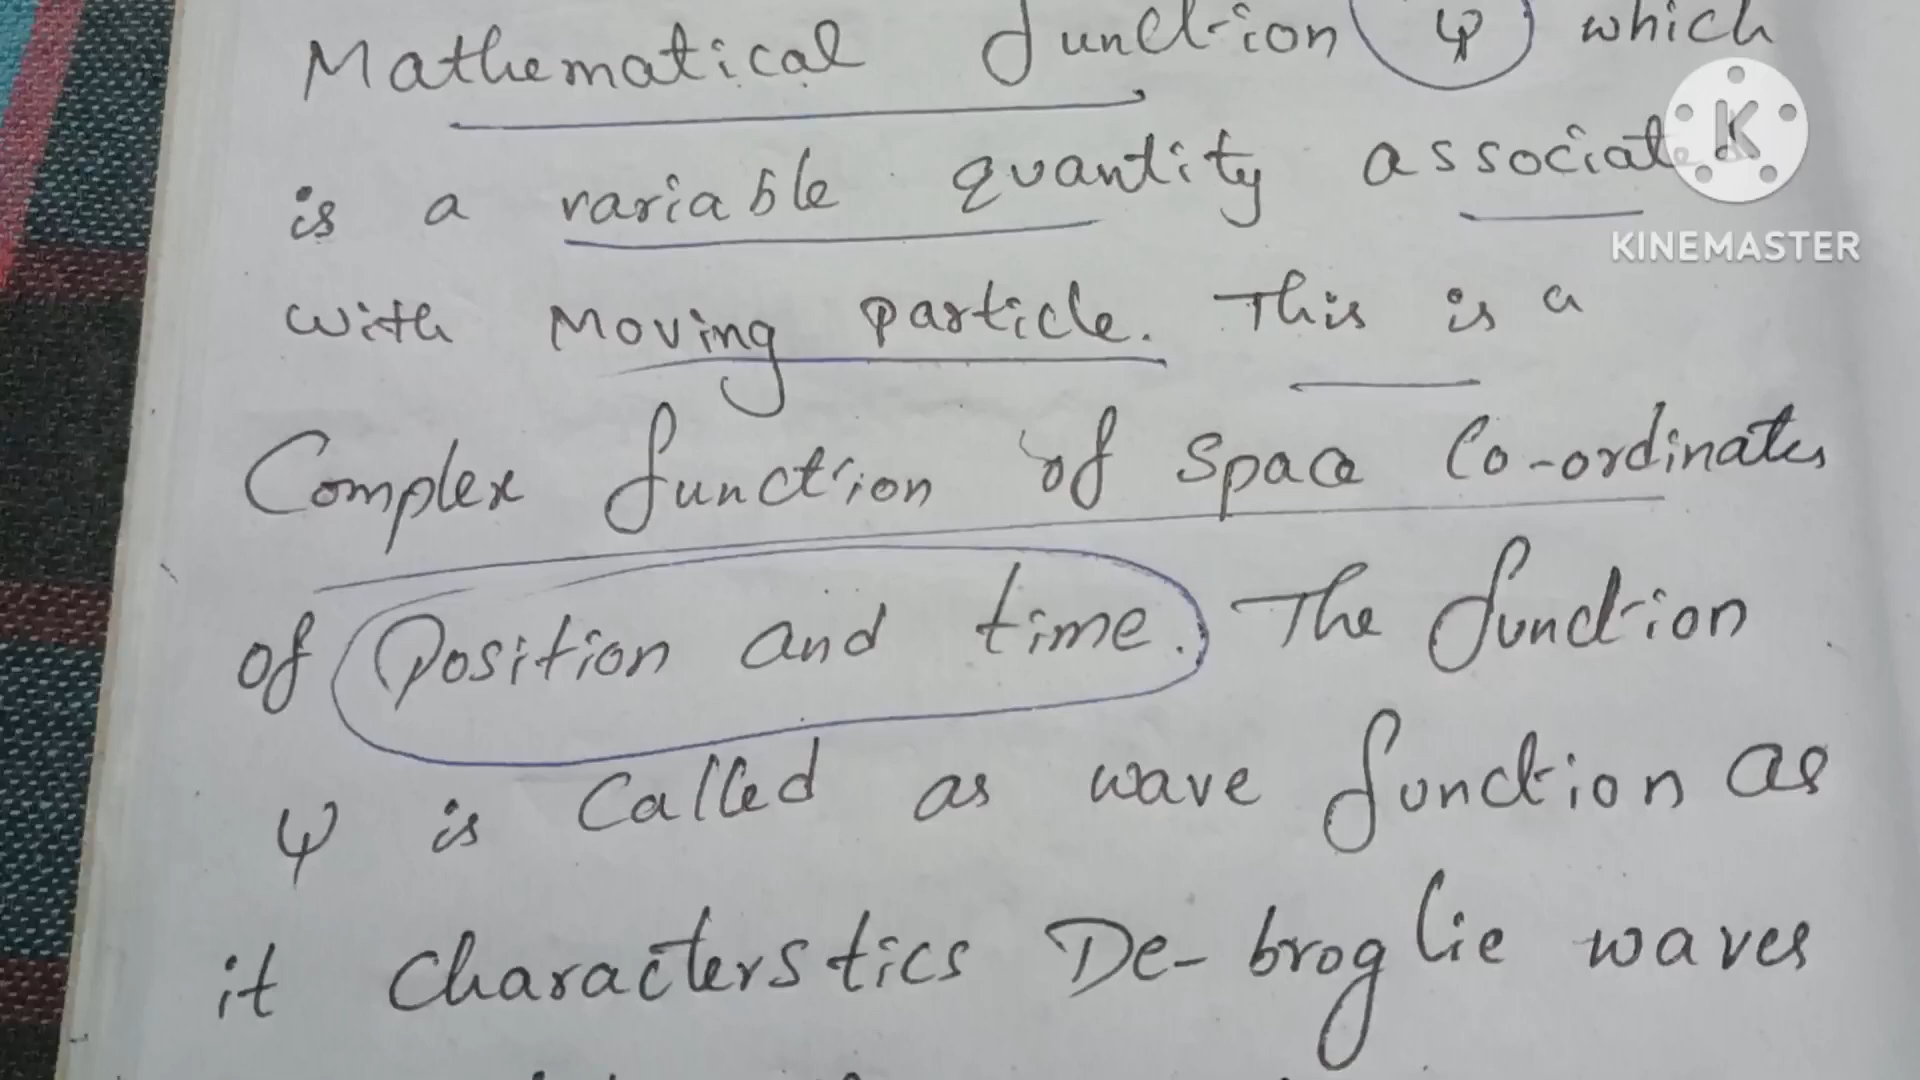 Mathematical function ψ which
is a variable quantity associated
with moving particle. This is a
Complex function of space Co-ordinates
of Position and time. The function
ψ is Called as wave function as
it Characterstics De-broglie waves
K
KINEMASTER